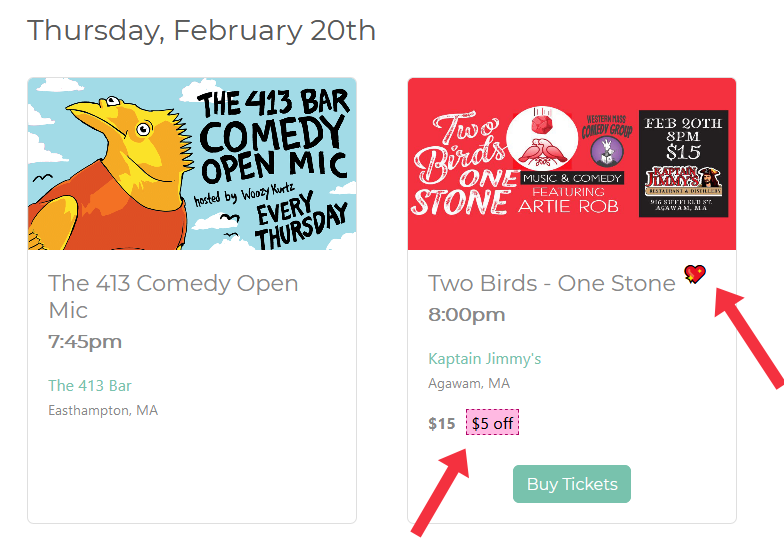 Thursday, February 20th
THE 413 BAR
COMEDY
OPEN MIC
hosted by Woozy Kurtz
EVERY
THURSDAY
The 413 Comedy Open
Mic
7:45pm
The 413 Bar
Easthampton, MA
Two
Birds
ONE
STONE
MUSIC & COMEDY
FEATURING
ARTIE ROB
WESTERN MASS
COMEDY GROUP
FEB 20TH
8PM
$15
KAPTAIN
JIMMY'S
RESTAURANT & DISTILLERY
916 SUFFIELD ST.
AGAWAM, MA
Two Birds - One Stone
8:00pm
Kaptain Jimmy's
Agawam, MA
$15 $5 off
Buy Tickets